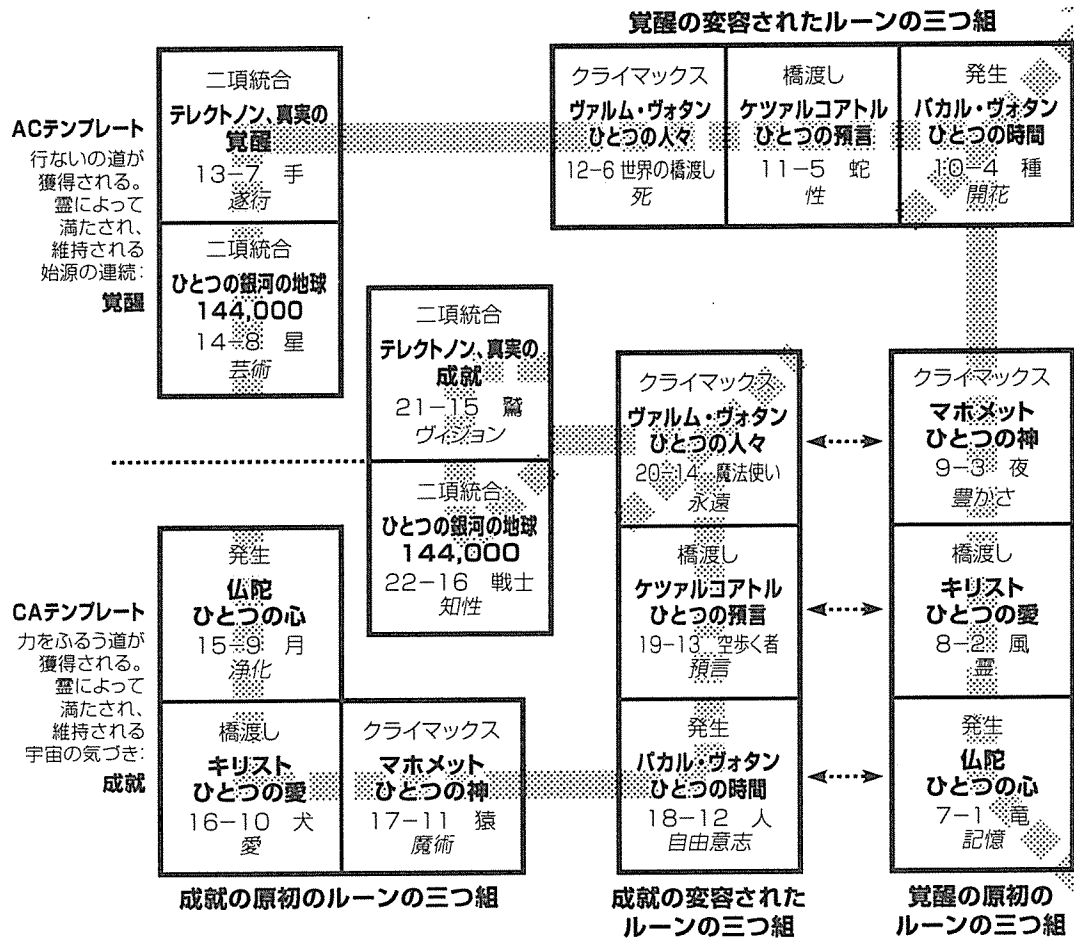 覚醒の変容されたルーンの三つ組
二項統合
テレクトノン、真実の
覚醒
13−7 手
遂行
二項統合
ひとつの銀河の地球
144,000
14−8 星
芸術
クライマックス
ヴァルム・ヴォタン
ひとつの人々
12−6 世界の橋渡し
死
橋渡し
ケツァルコアトル
ひとつの預言
11−5 蛇
性
発生
パカル・ヴォタン
ひとつの時間
10−4 種
開花
ACテンプレート
行ないの道が
獲得される。
霊によって
満たされ、
維持される
始源の連続:
覚醒
二項統合
テレクトノン、真実の
成就
21−15 鷲
ヴィジョン
二項統合
ひとつの銀河の地球
144,000
22−16 戦士
知性
クライマックス
ヴァルム・ヴォタン
ひとつの人々
20−14 魔法使い
永遠
橋渡し
ケツァルコアトル
ひとつの預言
19−13 空歩く者
預言
発生
パカル・ヴォタン
ひとつの時間
18−12 人
自由意志
クライマックス
マホメット
ひとつの神
9−3 夜
豊かさ
橋渡し
キリスト
ひとつの愛
8−2 風
霊
発生
仏陀
ひとつの心
7−1 竜
記憶
CAテンプレート
力をふるう道が
獲得される。
霊によって
満たされ、
維持される
宇宙の気づき:
成就
発生
仏陀
ひとつの心
15−9 月
浄化
橋渡し
キリスト
ひとつの愛
16−10 犬
愛
クライマックス
マホメット
ひとつの神
17−11 猿
魔術
成就の原初のルーンの三つ組
成就の変容された
ルーンの三つ組
覚醒の原初の
ルーンの三つ組